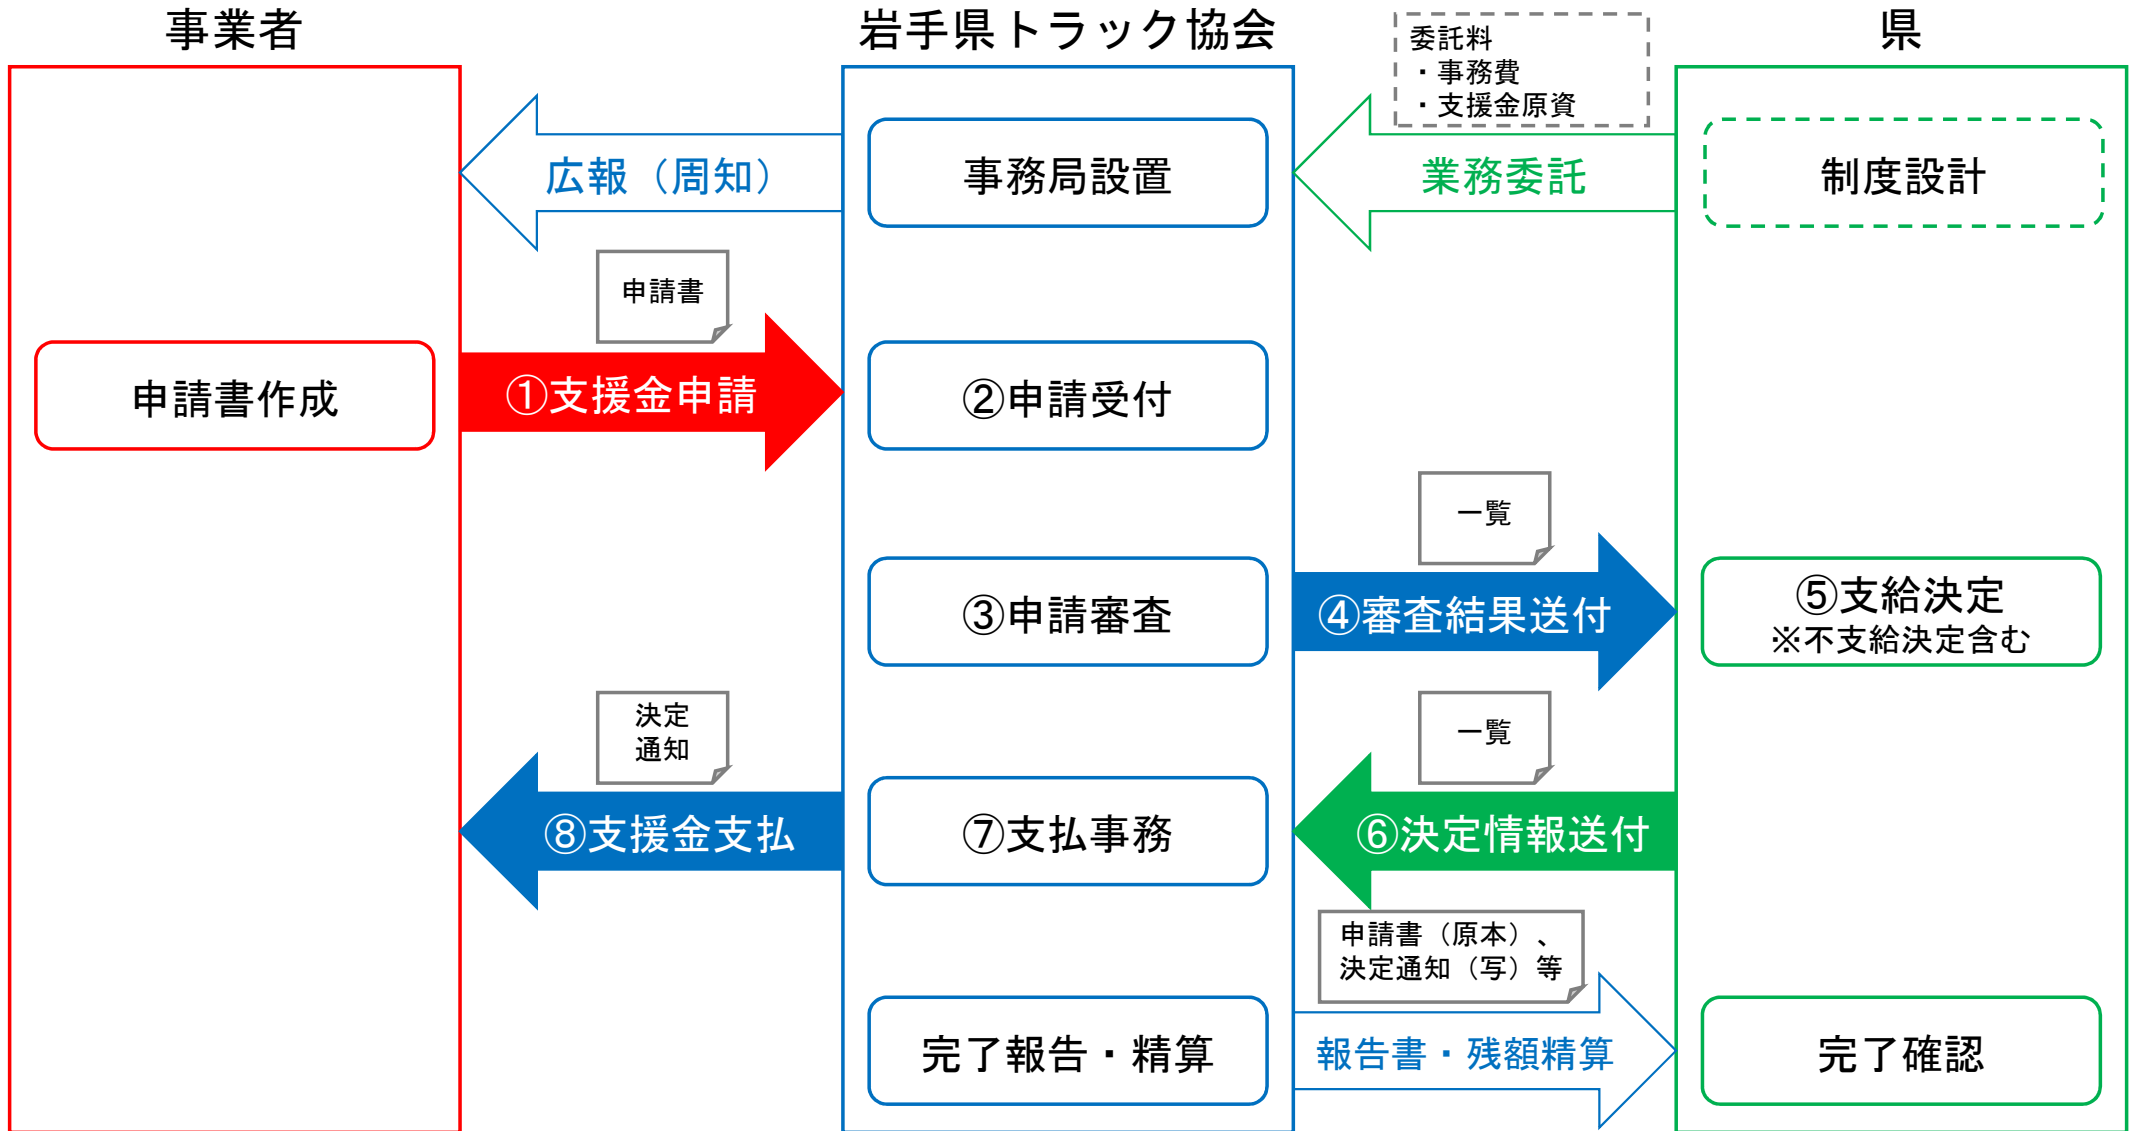 事業者
岩手県トラック協会
県
委託料
・事務費
・支援金原資
広報（周知）
事務局設置
業務委託
制度設計
申請書
申請書作成
①支援金申請
②申請受付
一覧
③申請審査
④審査結果送付
⑤支給決定
※不支給決定含む
決定
通知
一覧
⑧支援金支払
⑦支払事務
⑥決定情報送付
申請書（原本）、
決定通知（写）等
完了報告・精算
報告書・残額精算
完了確認